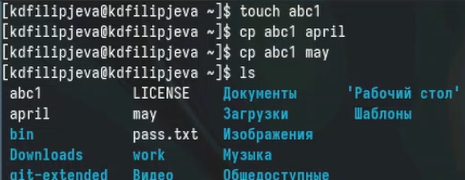 [kdfilipjeva@kdfilipjeva ~]$ touch abc1
[kdfilipjeva@kdfilipjeva ~]$ cp abc1 april
[kdfilipjeva@kdfilipjeva ~]$ cp abc1 may
[kdfilipjeva@kdfilipjeva ~]$ ls
abc1 LICENSE Документы 'Рабочий стол'
april may Загрузки Шаблоны
bin pass.txt Изображения
Downloads work Музыка
git-extended Видео Общедоступные